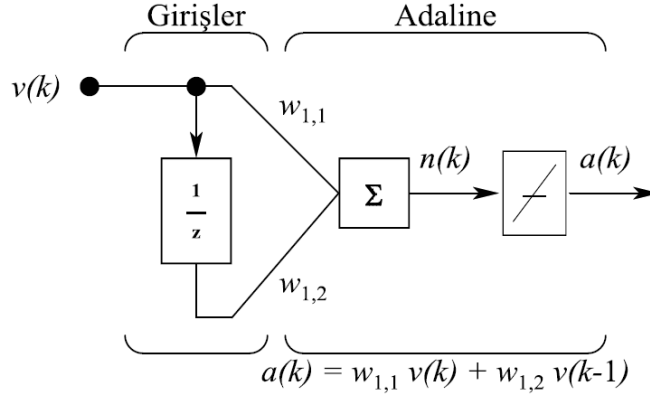 Girişler Adaline
v(k)
w1,1
1
z
Σ
n(k)
a(k)
w1,2
a(k) = w1,1 v(k) + w1,2 v(k-1)